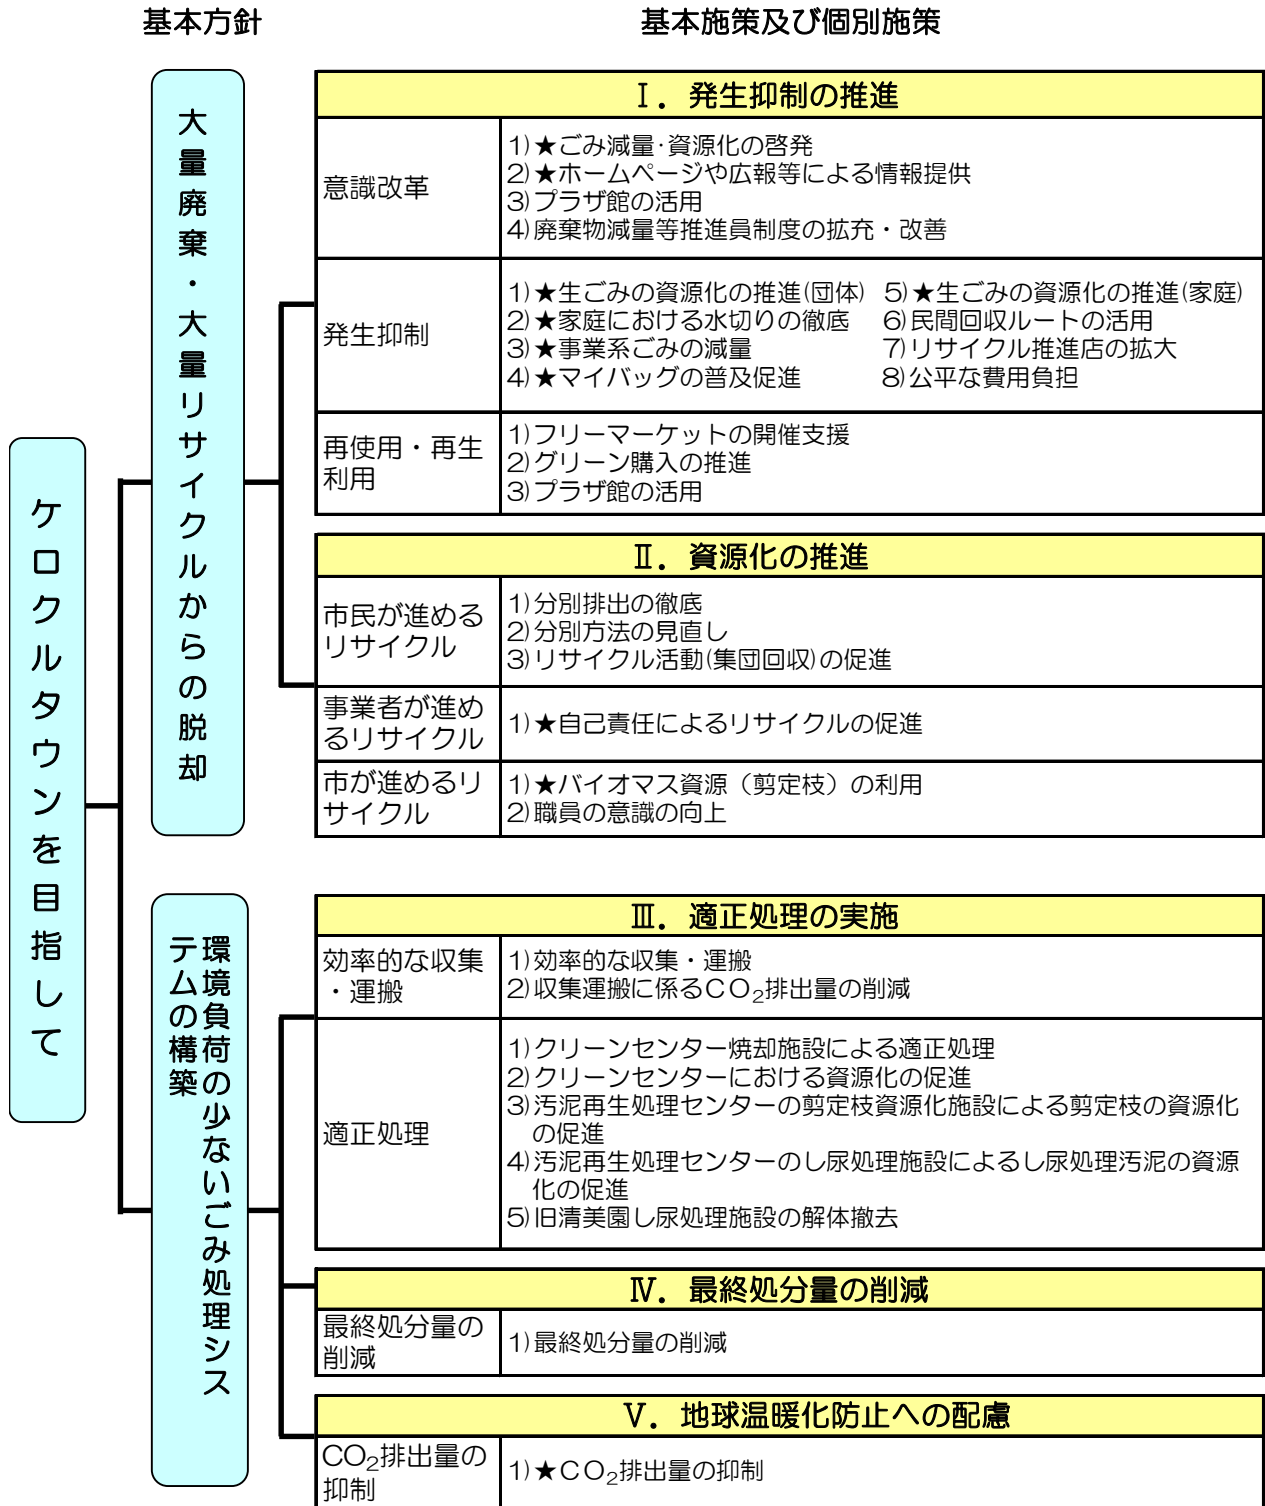 基本方針
基本施策及び個別施策
ケロクルタウンを目指して
大量廃棄・大量リサイクルからの脱却
Ⅰ．発生抑制の推進
意識改革
1)★ごみ減量･資源化の啓発
2)★ホームページや広報等による情報提供
3)プラザ館の活用
4)廃棄物減量等推進員制度の拡充・改善
発生抑制
1)★生ごみの資源化の推進(団体)
2)★家庭における水切りの徹底
3)★事業系ごみの減量
4)★マイバッグの普及促進
5)★生ごみの資源化の推進(家庭)
6)民間回収ルートの活用
7)リサイクル推進店の拡大
8)公平な費用負担
再使用・再生
利用
1)フリーマーケットの開催支援
2)グリーン購入の推進
3)プラザ館の活用
Ⅱ．資源化の推進
市民が進める
リサイクル
1)分別排出の徹底
2)分別方法の見直し
3)リサイクル活動(集団回収)の促進
事業者が進め
るリサイクル
1)★自己責任によるリサイクルの促進
市が進めるリ
サイクル
1)★バイオマス資源（剪定枝）の利用
2)職員の意識の向上
環境負荷の少ないごみ処理シス
テムの構築
Ⅲ．適正処理の実施
効率的な収集
・運搬
1)効率的な収集・運搬
2)収集運搬に係るCO₂排出量の削減
適正処理
1)クリーンセンター焼却施設による適正処理
2)クリーンセンターにおける資源化の促進
3)汚泥再生処理センターの剪定枝資源化施設による剪定枝の資源化
の促進
4)汚泥再生処理センターのし尿処理施設によるし尿処理汚泥の資源
化の促進
5)旧清美園し尿処理施設の解体撤去
Ⅳ．最終処分量の削減
最終処分量の
削減
1)最終処分量の削減
Ⅴ．地球温暖化防止への配慮
CO₂排出量の
抑制
1)★CO₂排出量の抑制